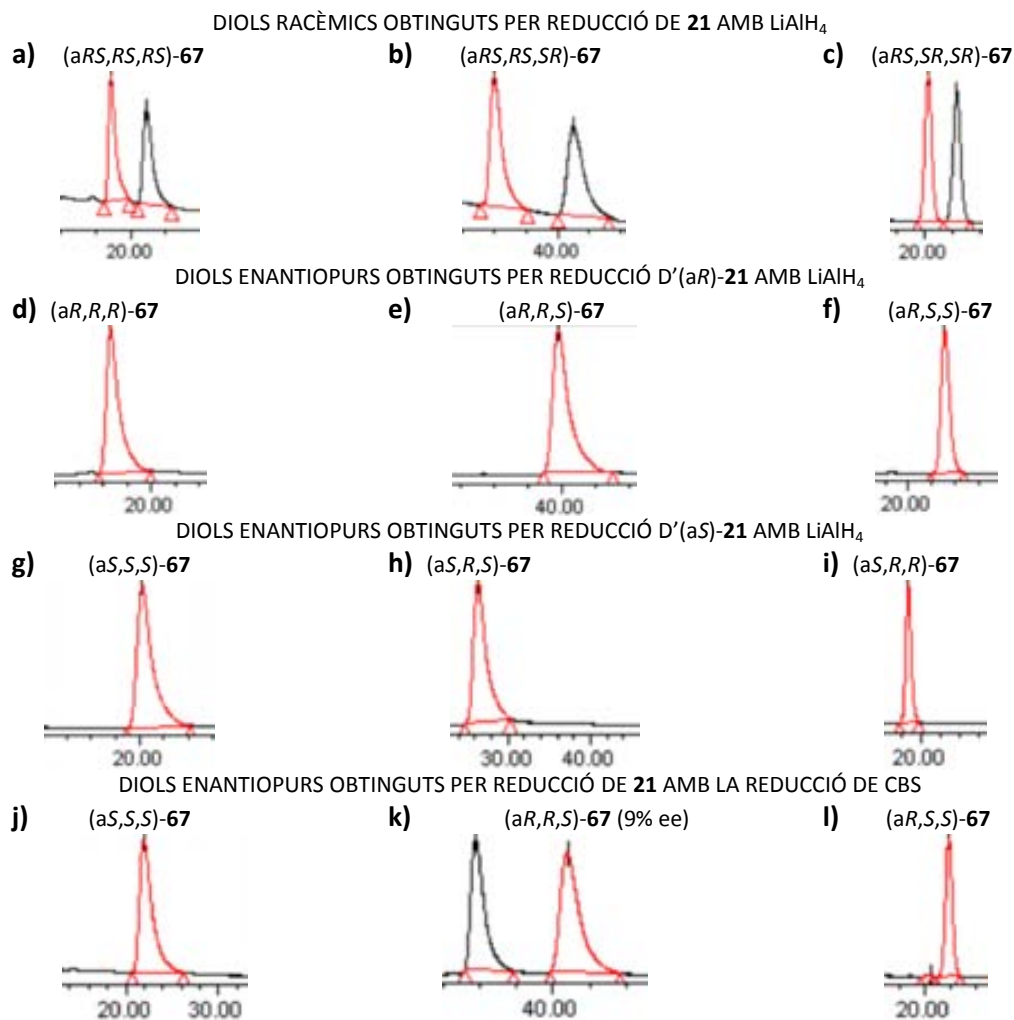 DIOLS RACÈMICS OBTINGUTS PER REDUCCIÓ DE 21 AMB LiAlH₄
a) (aRS,RS,RS)-67 b) (aRS,RS,SR)-67 c) (aRS,SR,SR)-67
20.00 40.00 20.00
DIOLS ENANTIOPURS OBTINGUTS PER REDUCCIÓ D'(aR)-21 AMB LiAlH₄
d) (aR,R,R)-67 e) (aR,R,S)-67 f) (aR,S,S)-67
20.00 40.00 20.00
DIOLS ENANTIOPURS OBTINGUTS PER REDUCCIÓ D'(aS)-21 AMB LiAlH₄
g) (aS,S,S)-67 h) (aS,R,S)-67 i) (aS,R,R)-67
20.00 30.00 40.00 20.00
DIOLS ENANTIOPURS OBTINGUTS PER REDUCCIÓ DE 21 AMB LA REDUCCIÓ DE CBS
j) (aS,S,S)-67 k) (aR,R,S)-67 (9% ee) l) (aR,S,S)-67
20.00 30.00 40.00 20.00